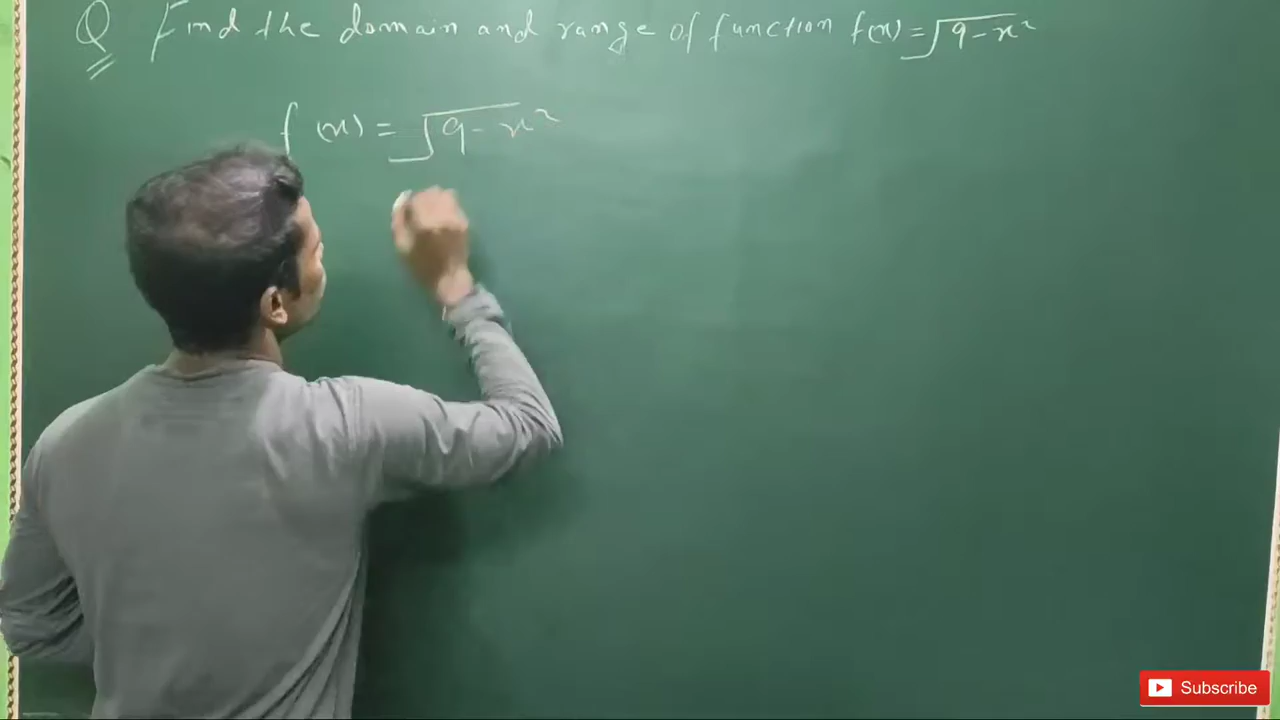 Q Find the domain and range of function f(x) = √9 - x²
f(x) = √9 - x²
Subscribe